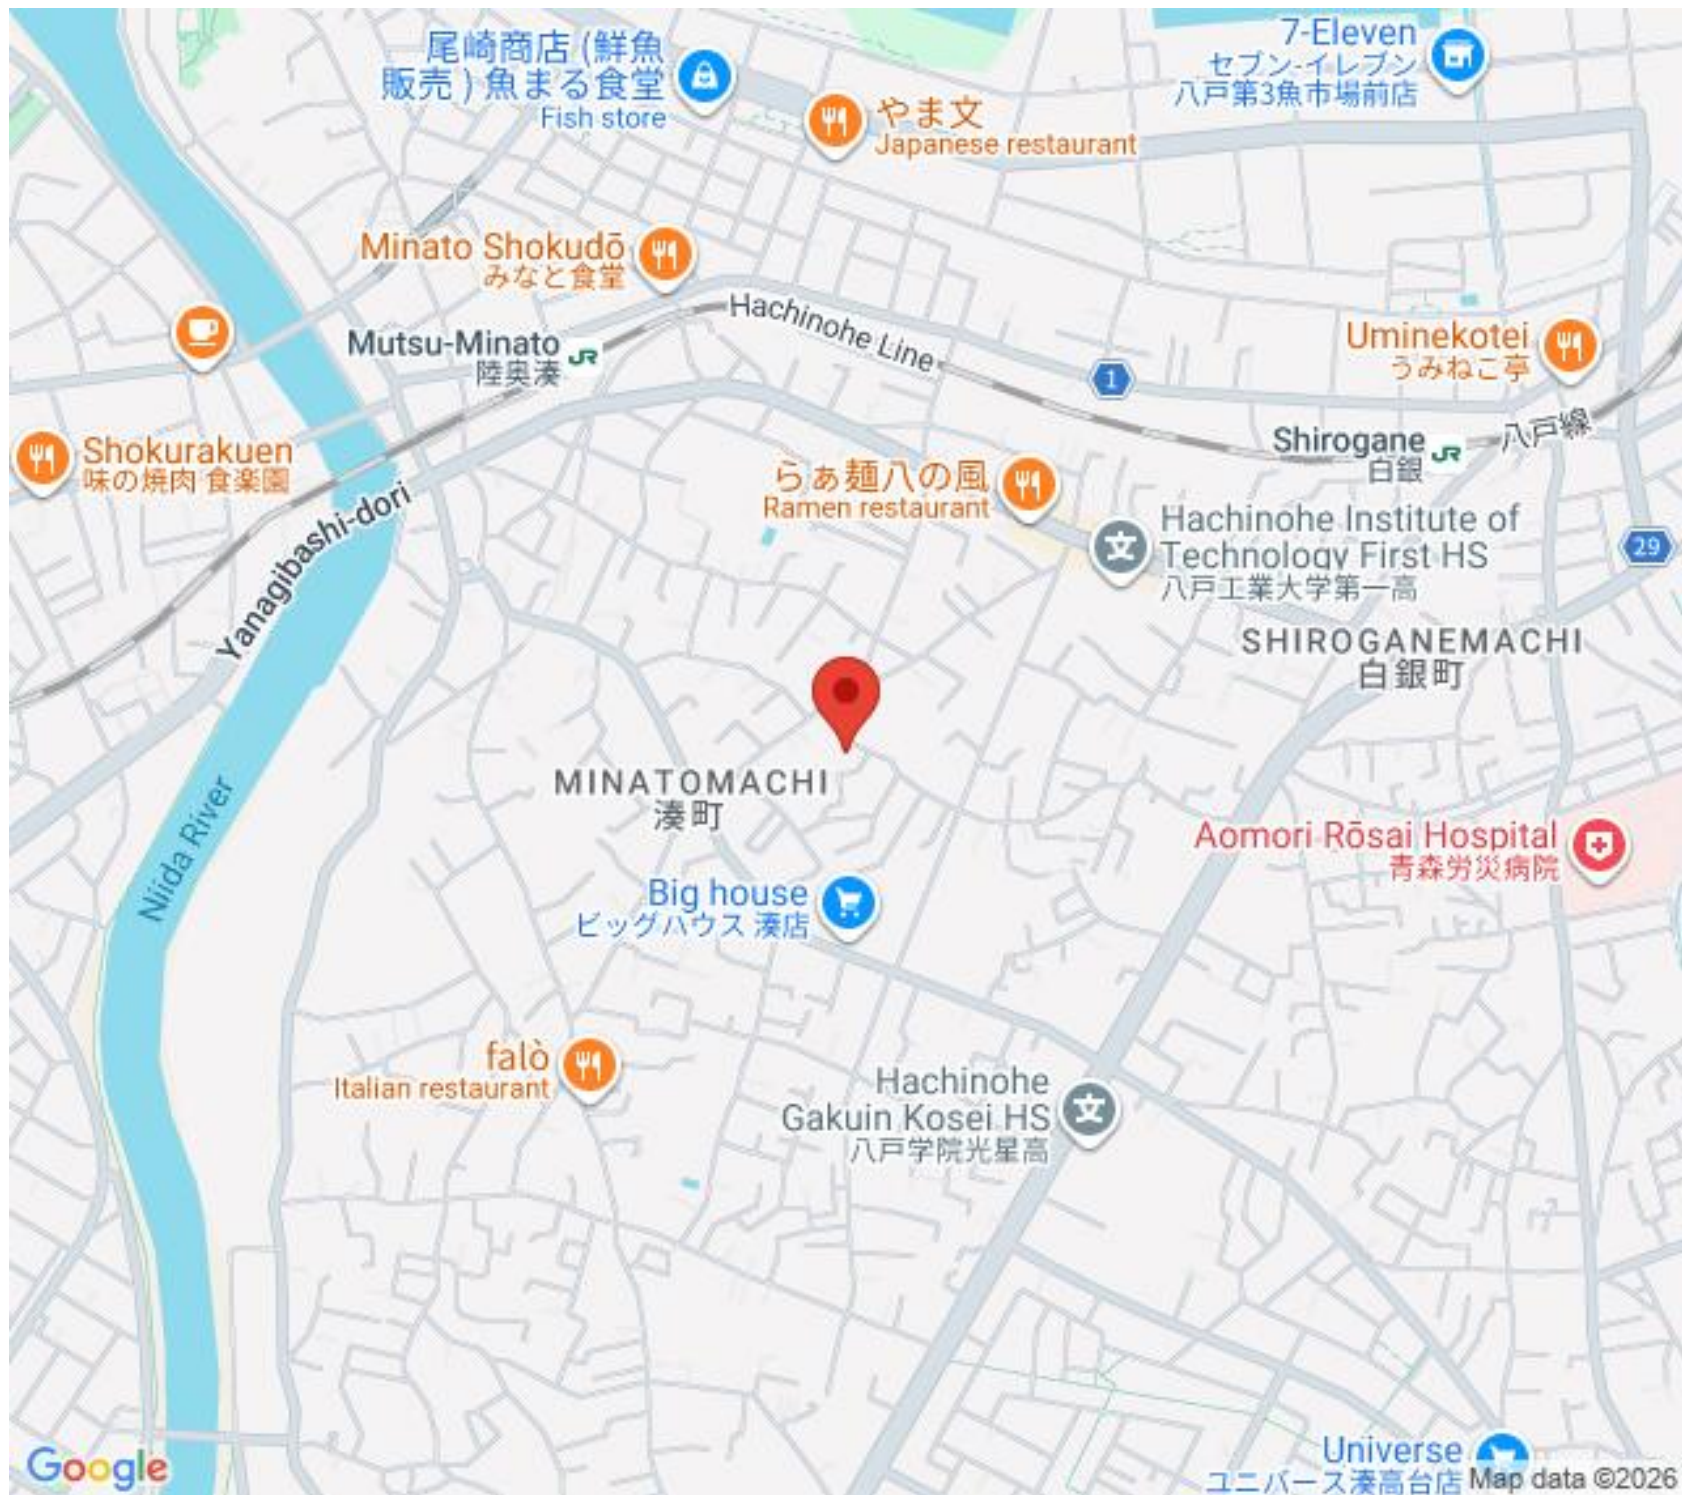 尾崎商店 (鮮魚
販売 ) 魚まる食堂
Fish store
やま文
Japanese restaurant
7-Eleven
セブン-イレブン
八戸第3魚市場前店
Minato Shokudō
みなと食堂
Hachinohe Line
Mutsu-Minato
陸奥湊
JR
1
Uminekotei
うみねこ亭
Shokurakuen
味の焼肉 食楽園
Shirogane
白銀
JR
八戸線
らぁ麺八の風
Ramen restaurant
Yanagibashi-dori
文
Hachinohe Institute of
Technology First HS
八戸工業大学第一高
29
SHIROGANEMACHI
白銀町
MINATOMACHI
湊町
Niida River
Aomori Rōsai Hospital
青森労災病院
Big house
ビッグハウス 湊店
falò
Italian restaurant
Hachinohe
Gakuin Kosei HS
八戸学院光星高
文
Universe
ユニバース湊高台店
Google
Map data ©2026